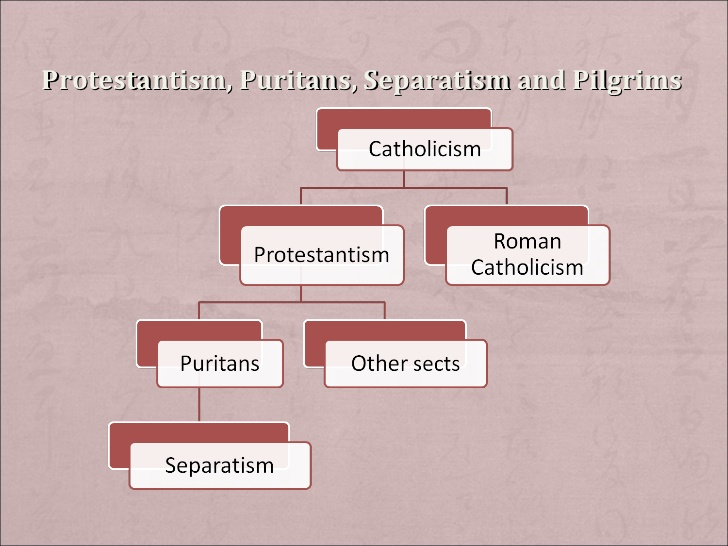 Protestantism, Puritans, Separatism and Pilgrims
Catholicism
Protestantism
Roman
Catholicism
Puritans
Other sects
Separatism